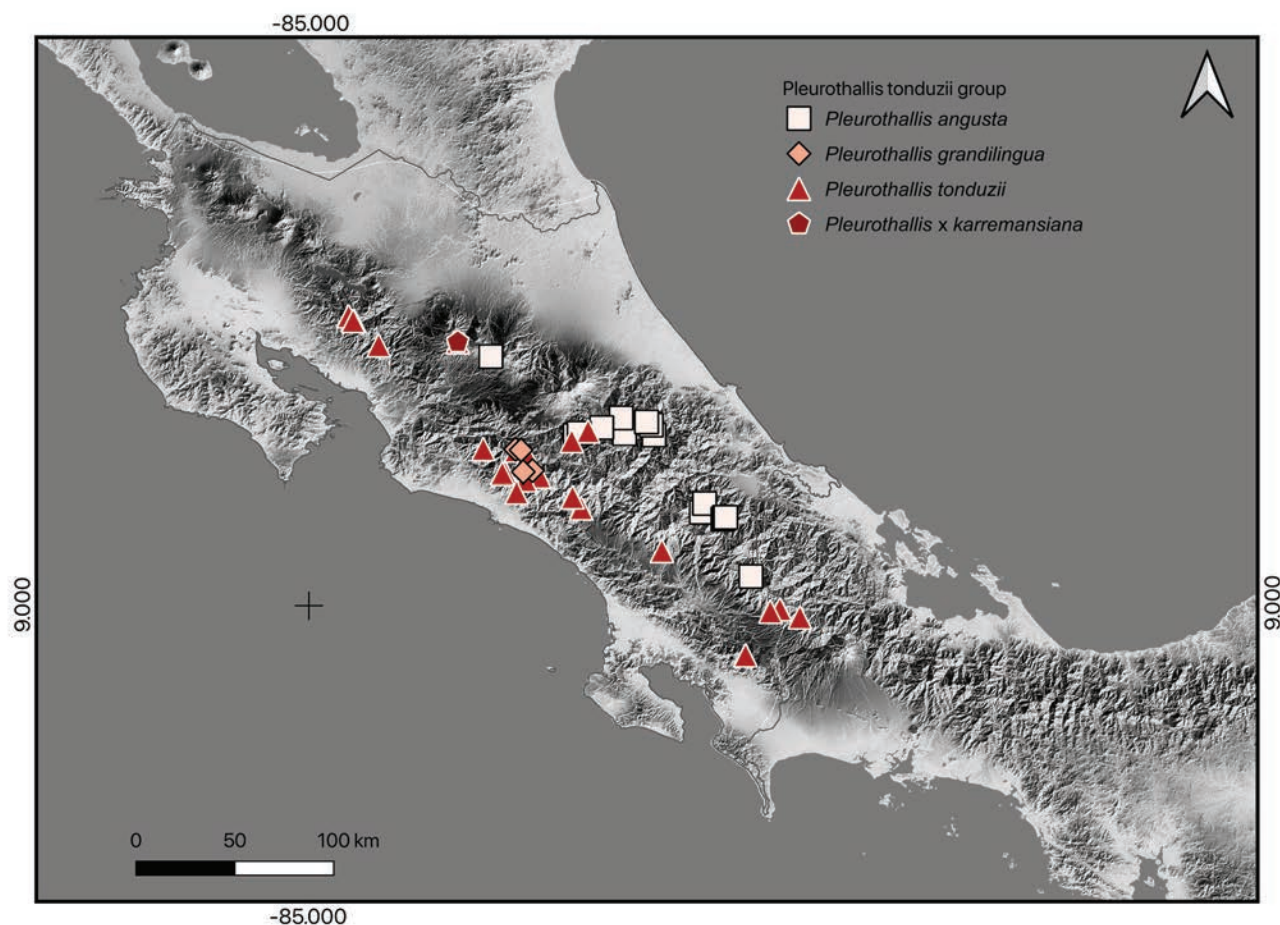 -85.000
Pleurothallis tonduzii group
Pleurothallis angusta
Pleurothallis grandilingua
Pleurothallis tonduzii
Pleurothallis x karremansiana
9.000
9.000
0 50 100 km
-85.000